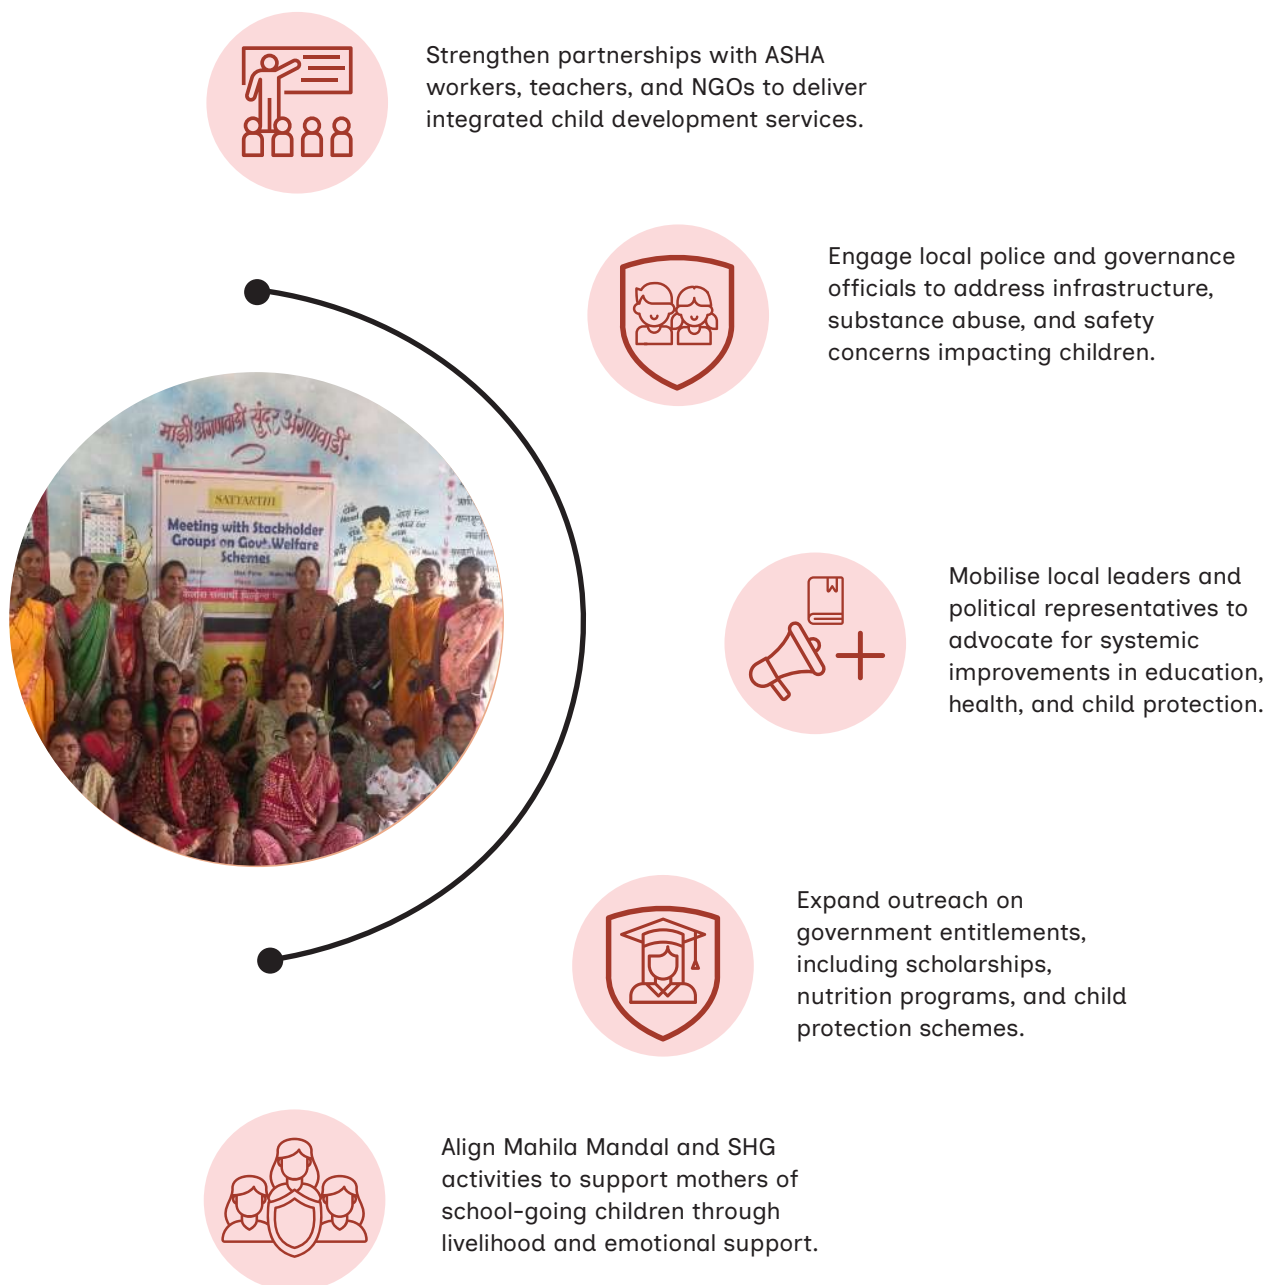 Strengthen partnerships with ASHA
workers, teachers, and NGOs to deliver
integrated child development services.
Engage local police and governance
officials to address infrastructure,
substance abuse, and safety
concerns impacting children.
माझी अंगणवाडी सुंदर अंगणवाडी.
SATYARTHI
Meeting with Stackholder
Groups on Govt.Welfare
Schemes
Mobilise local leaders and
political representatives to
advocate for systemic
improvements in education,
health, and child protection.
Expand outreach on
government entitlements,
including scholarships,
nutrition programs, and child
protection schemes.
Align Mahila Mandal and SHG
activities to support mothers of
school-going children through
livelihood and emotional support.